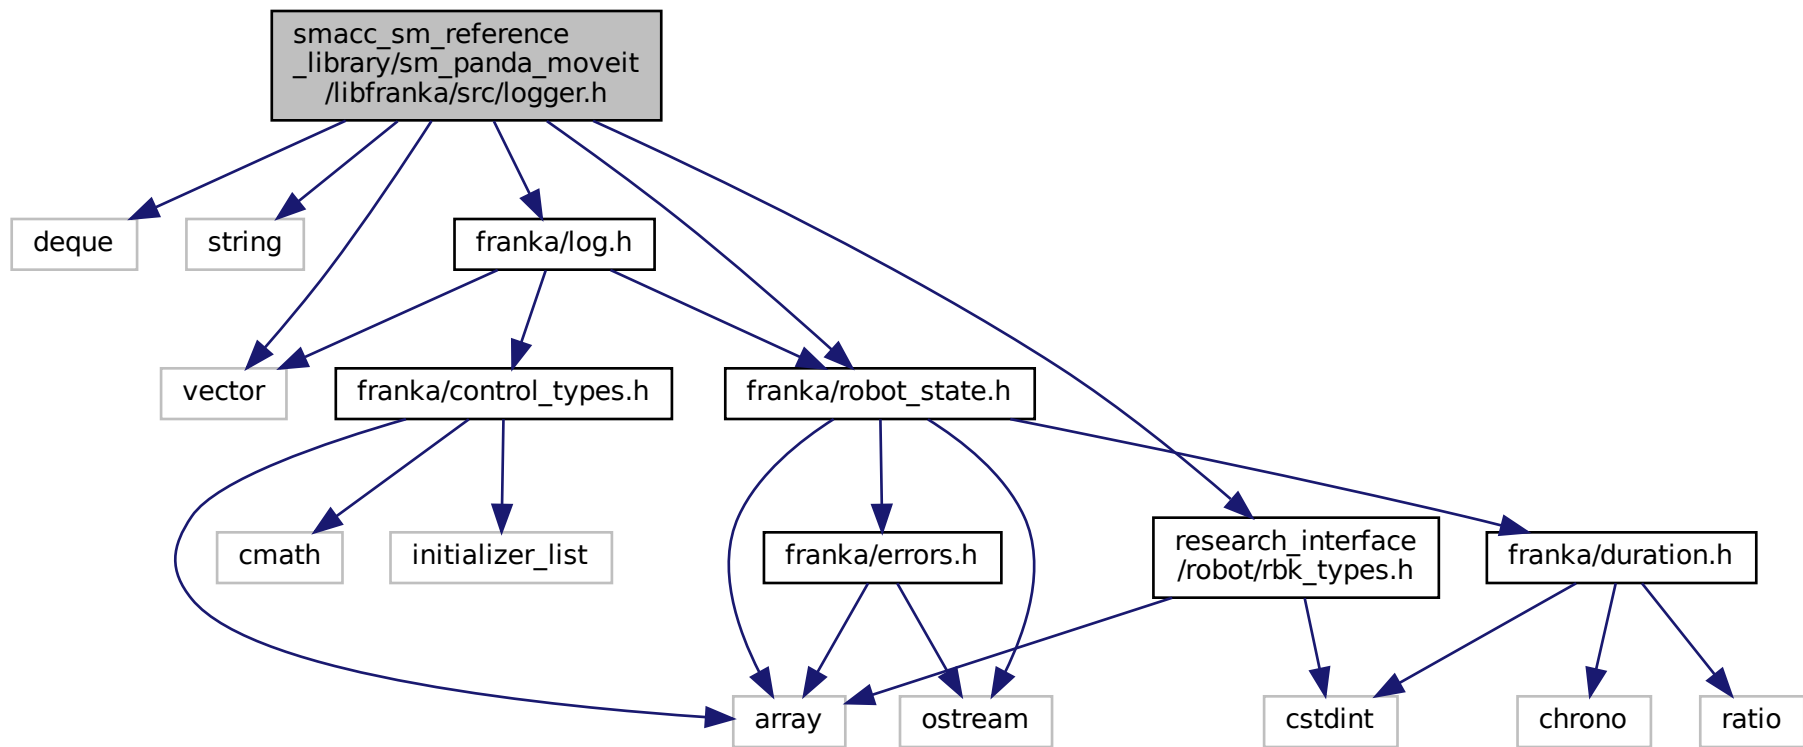 smacc_sm_reference
_library/sm_panda_moveit
/libfranka/src/logger.h
deque
string
franka/log.h
vector
franka/control_types.h
franka/robot_state.h
cmath
initializer_list
franka/errors.h
research_interface
/robot/rbk_types.h
franka/duration.h
array
ostream
cstdint
chrono
ratio